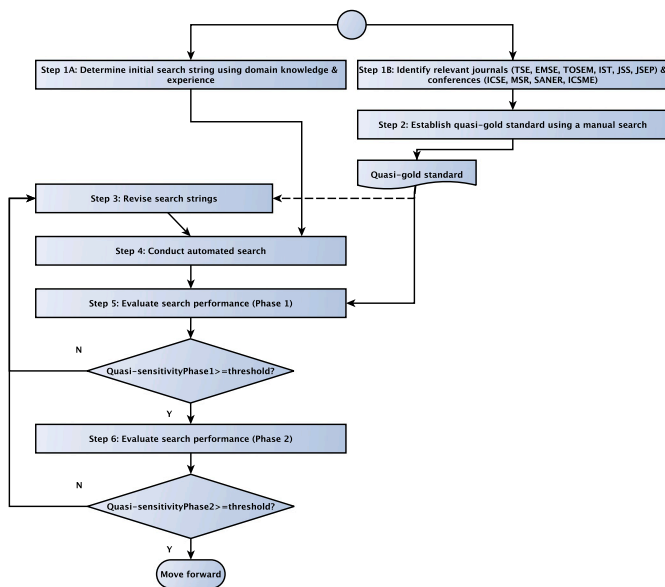 Step 1A: Determine initial search string using domain knowledge &
experience
Step 1B: Identify relevant journals (TSE, EMSE, TOSEM, IST, JSS, JSEP) &
conferences (ICSE, MSR, SANER, ICSME)
Step 2: Establish quasi-gold standard using a manual search
Quasi-gold standard
Step 3: Revise search strings
Step 4: Conduct automated search
Step 5: Evaluate search performance (Phase 1)
N
Quasi-sensitivityPhase1>=threshold?
Y
Step 6: Evaluate search performance (Phase 2)
N
Quasi-sensitivityPhase2>=threshold?
Y
Move forward